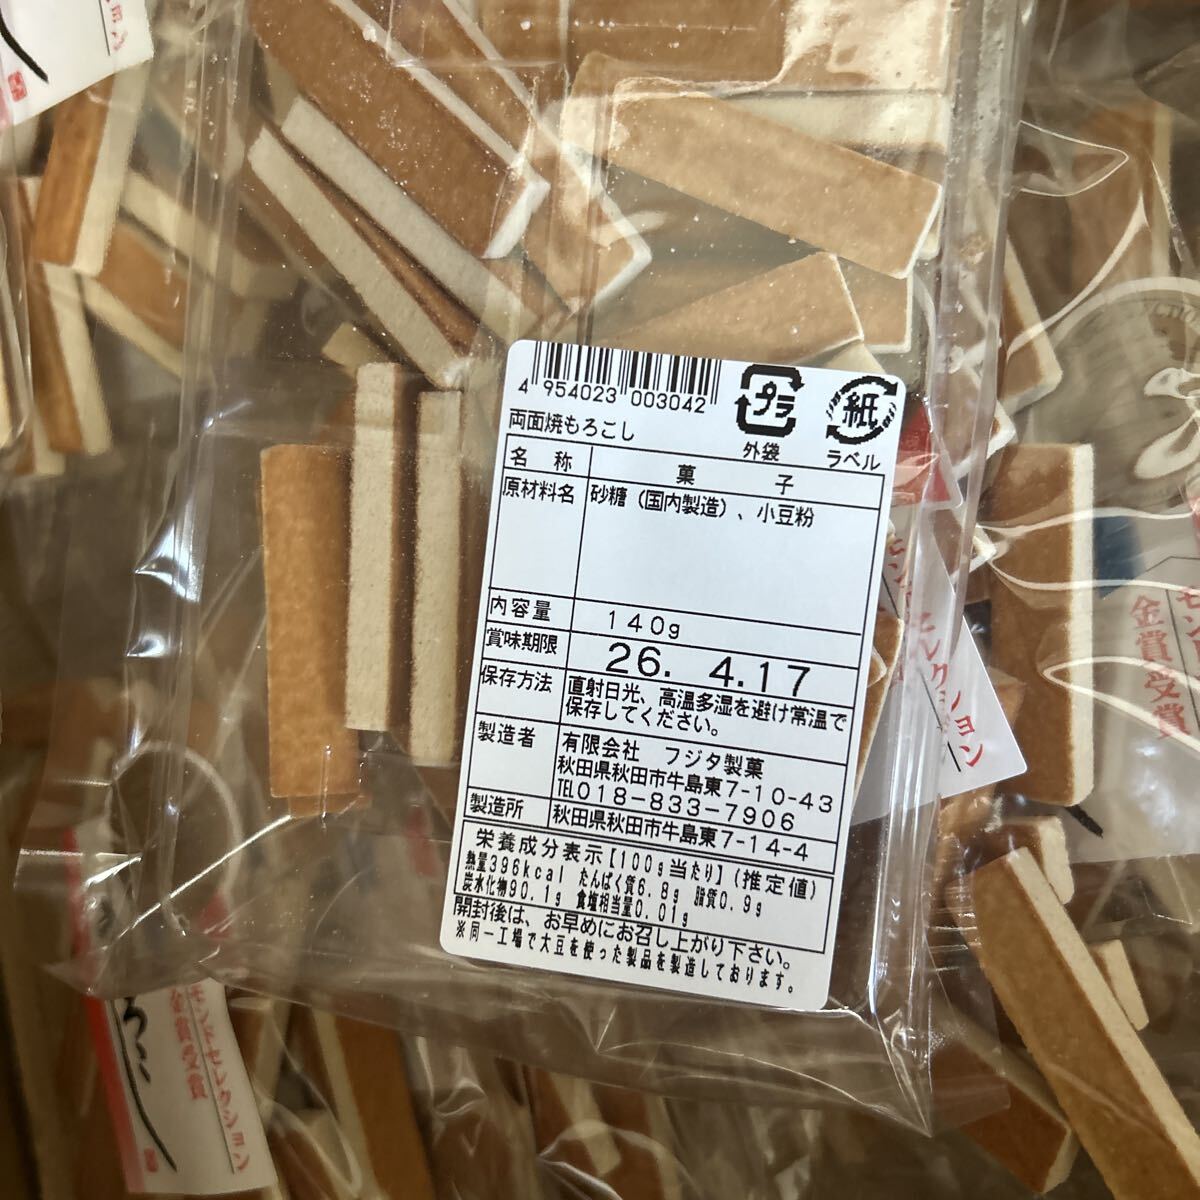 4 954023 003042
プラ
外袋
紙
ラベル
両面焼もろこし
名 称 菓 子
原材料名 砂糖（国内製造）、小豆粉
内容量 140g
賞味期限 26. 4.17
保存方法 直射日光、高温多湿を避け常温で
保存してください。
製造者 有限会社 フジタ製菓
秋田県秋田市牛島東7-10-43
TEL018-833-7906
製造所 秋田県秋田市牛島東7-14-4
栄養成分表示【100g当たり】(推定値)
熱量396kcal たんぱく質6.8g 脂質0.9g
炭水化物90.1g 食塩相当量0.01g
開封後は、お早めにお召し上がり下さい。
※同一工場で大豆を使った製品を製造しております。
モンドセレクション
金賞受賞
金賞受賞
ろこし